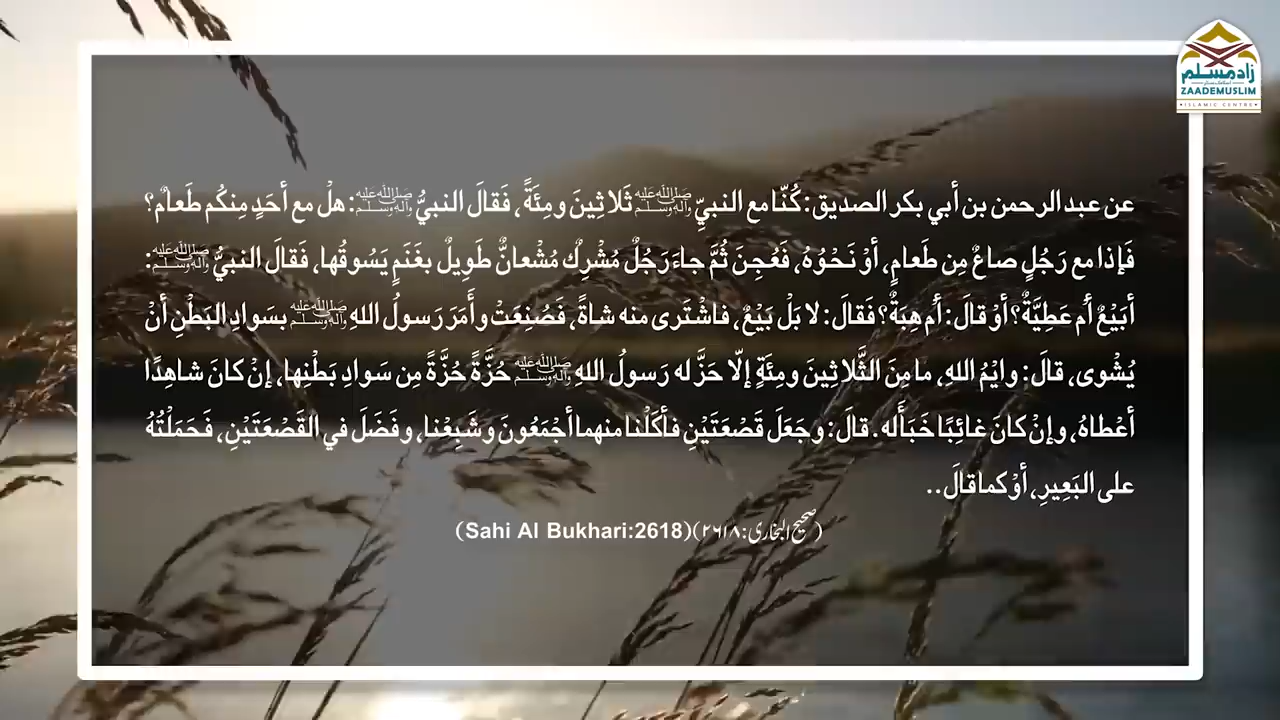 زاد مسلم
ZAADEMUSLIM
ISLAMIC CENTRE
عن عبد الرحمن بن أبي بكر الصديق: كُنّا مع النبيِّ ﷺ ثَلاثِينَ ومِئَةً، فَقالَ النبيُّ ﷺ: هلْ مع أحَدٍ مِنكُم طَعامٌ؟
فَإذا مع رَجُلٍ صاعٌ مِن طَعامٍ، أوْ نَحْوُهُ، فَعُجِنَ ثُمَّ جاءَ رَجُلٌ مُشْرِكٌ مُشْعانٌّ طَوِيلٌ بغَنَمٍ يَسُوقُها، فَقالَ النبيُّ ﷺ:
أبَيْعٌ أمْ عَطِيَّةٌ؟ أوْ قالَ: أمْ هِبَةٌ؟ فَقالَ: لا بَلْ بَيْعٌ، فاشْتَرى منه شاةً، فَصُنِعَتْ وأَمَرَ رَسولُ اللهِ ﷺ بسَوادِ البَطْنِ أنْ
يُشْوى، قالَ: وايْمُ اللهِ، ما مِنَ الثَّلاثِينَ ومِئَةٍ إلّا حَزَّ له رَسولُ اللهِ ﷺ حُزَّةً حُزَّةً مِن سَوادِ بَطْنِها، إنْ كانَ شاهِدًا
أعْطاهُ، وإنْ كانَ غائِبًا خَبَأَ له. قالَ: وجَعَلَ قَصْعَتَيْنِ فأكَلْنا منهما أجْمَعُونَ وشَبِعْنا، وفَضَلَ في القَصْعَتَيْنِ، فَحَمَلْتُهُ
على البَعِيرِ، أوْ كما قالَ..
(صحیح البخاری: ۲۶۱۸)(Sahi Al Bukhari:2618)